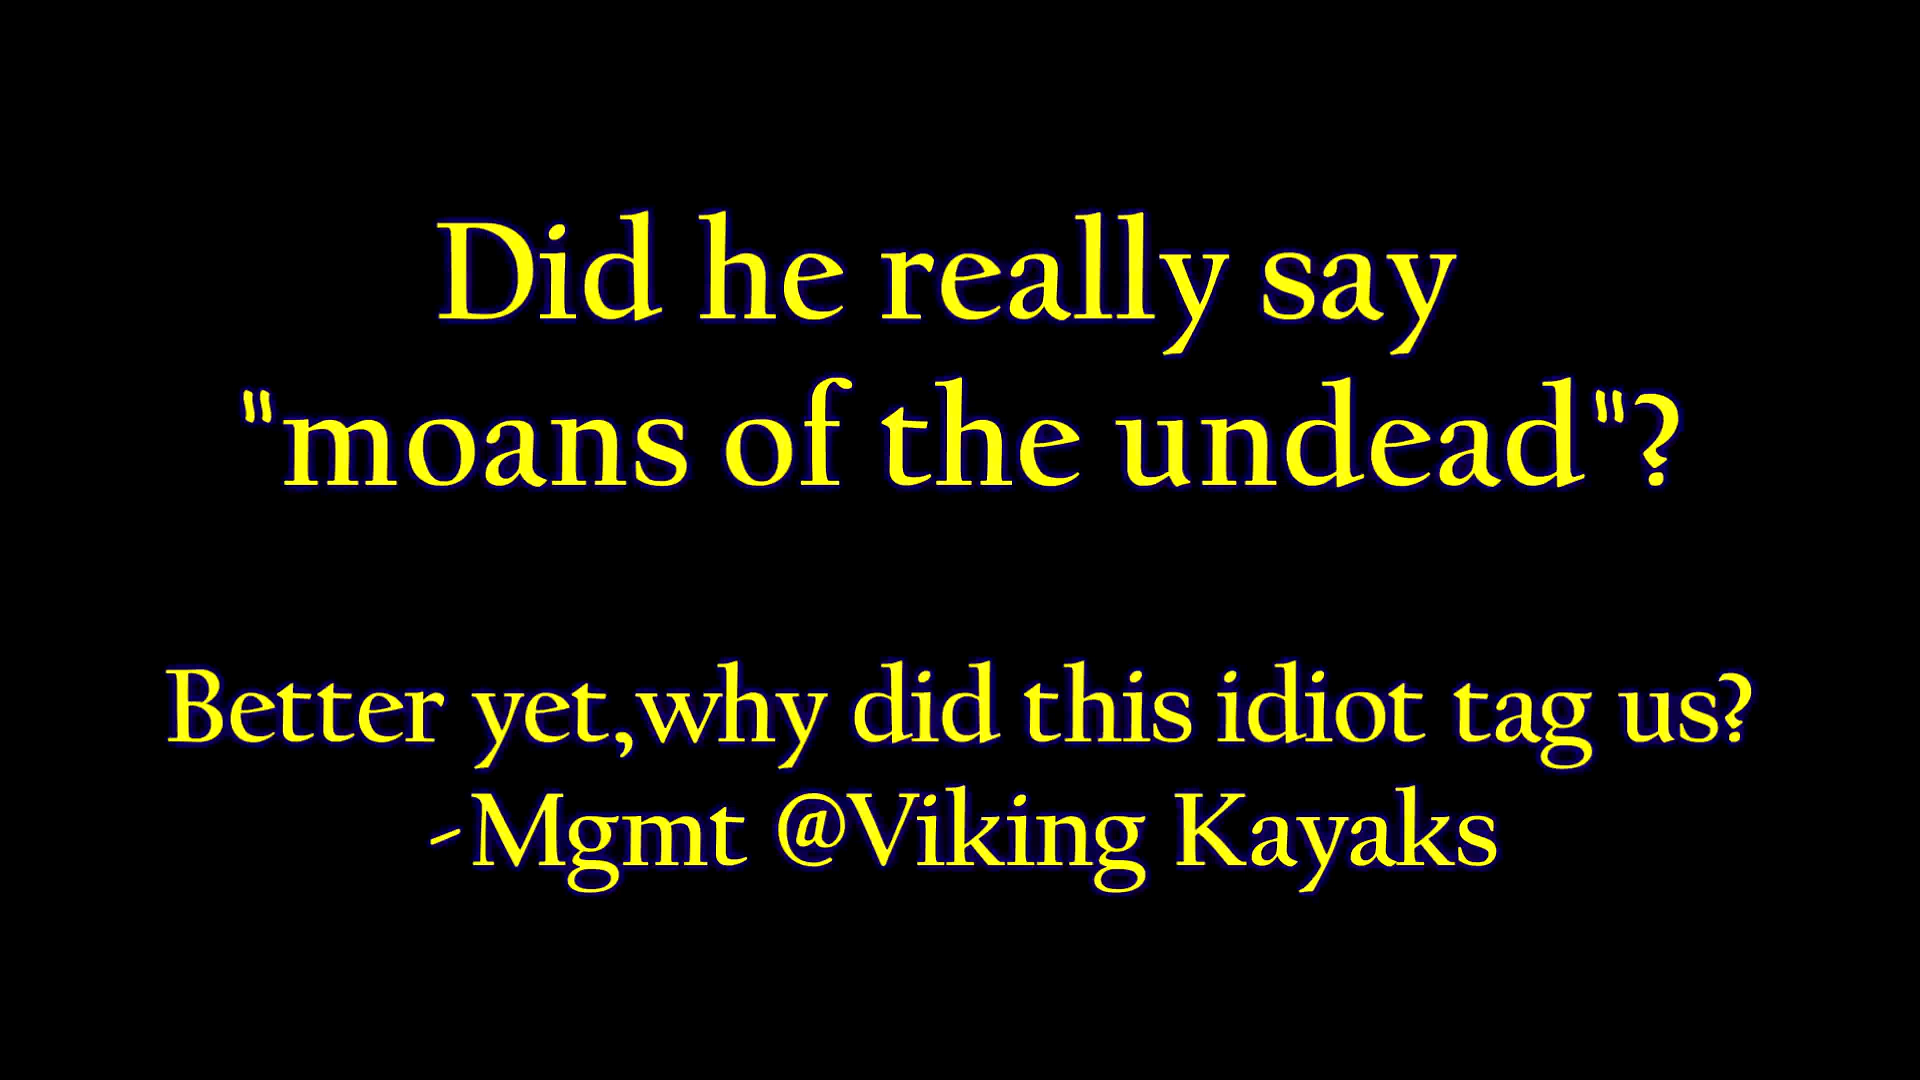 Did he really say
"moans of the undead"?
Better yet,why did this idiot tag us?
-Mgmt @Viking Kayaks